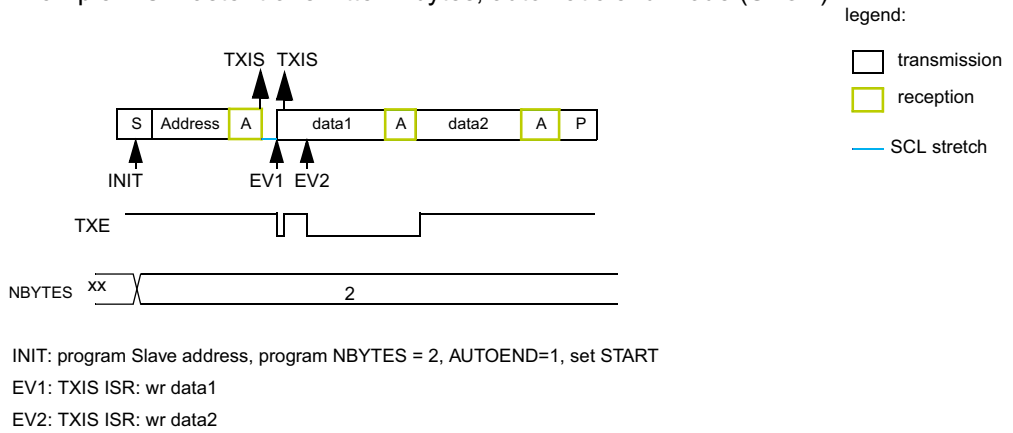 legend:
transmission
reception
SCL stretch
TXIS TXIS
S Address A data1 A data2 A P
INIT EV1 EV2
TXE
NBYTES xx 2
INIT: program Slave address, program NBYTES = 2, AUTOEND=1, set START
EV1: TXIS ISR: wr data1
EV2: TXIS ISR: wr data2